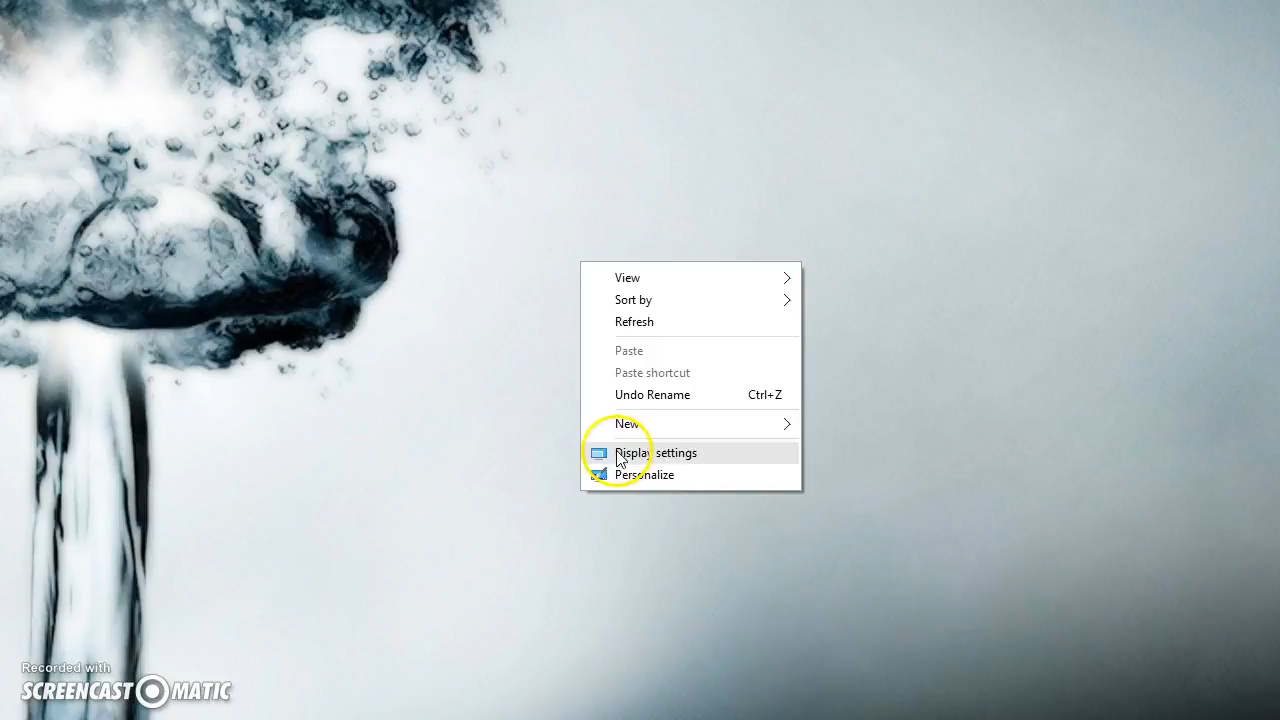 View
Sort by
Refresh
Paste
Paste shortcut
Undo Rename Ctrl+Z
New
Display settings
Personalize
Recorded with
SCREENCAST MATIC